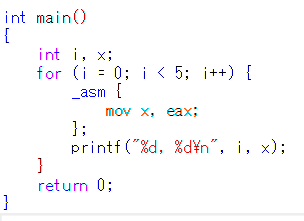 int main()
{
    int i, x;
    for (i = 0; i < 5; i++) {
        _asm {
            mov x, eax;
        };
        printf("%d, %d¥n", i, x);
    }
    return 0;
}